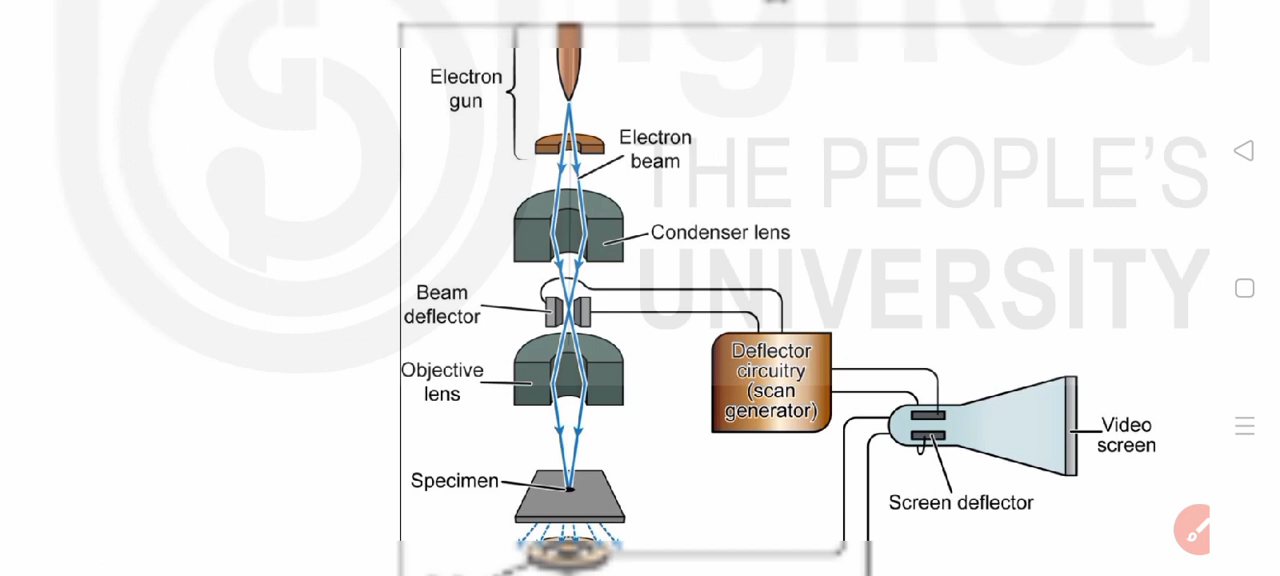 ignou
THE PEOPLE'S
UNIVERSITY
Electron
gun
Electron
beam
Condenser lens
Beam
deflector
Deflector
circuitry
(scan
generator)
Objective
lens
Video
screen
Specimen
Screen deflector